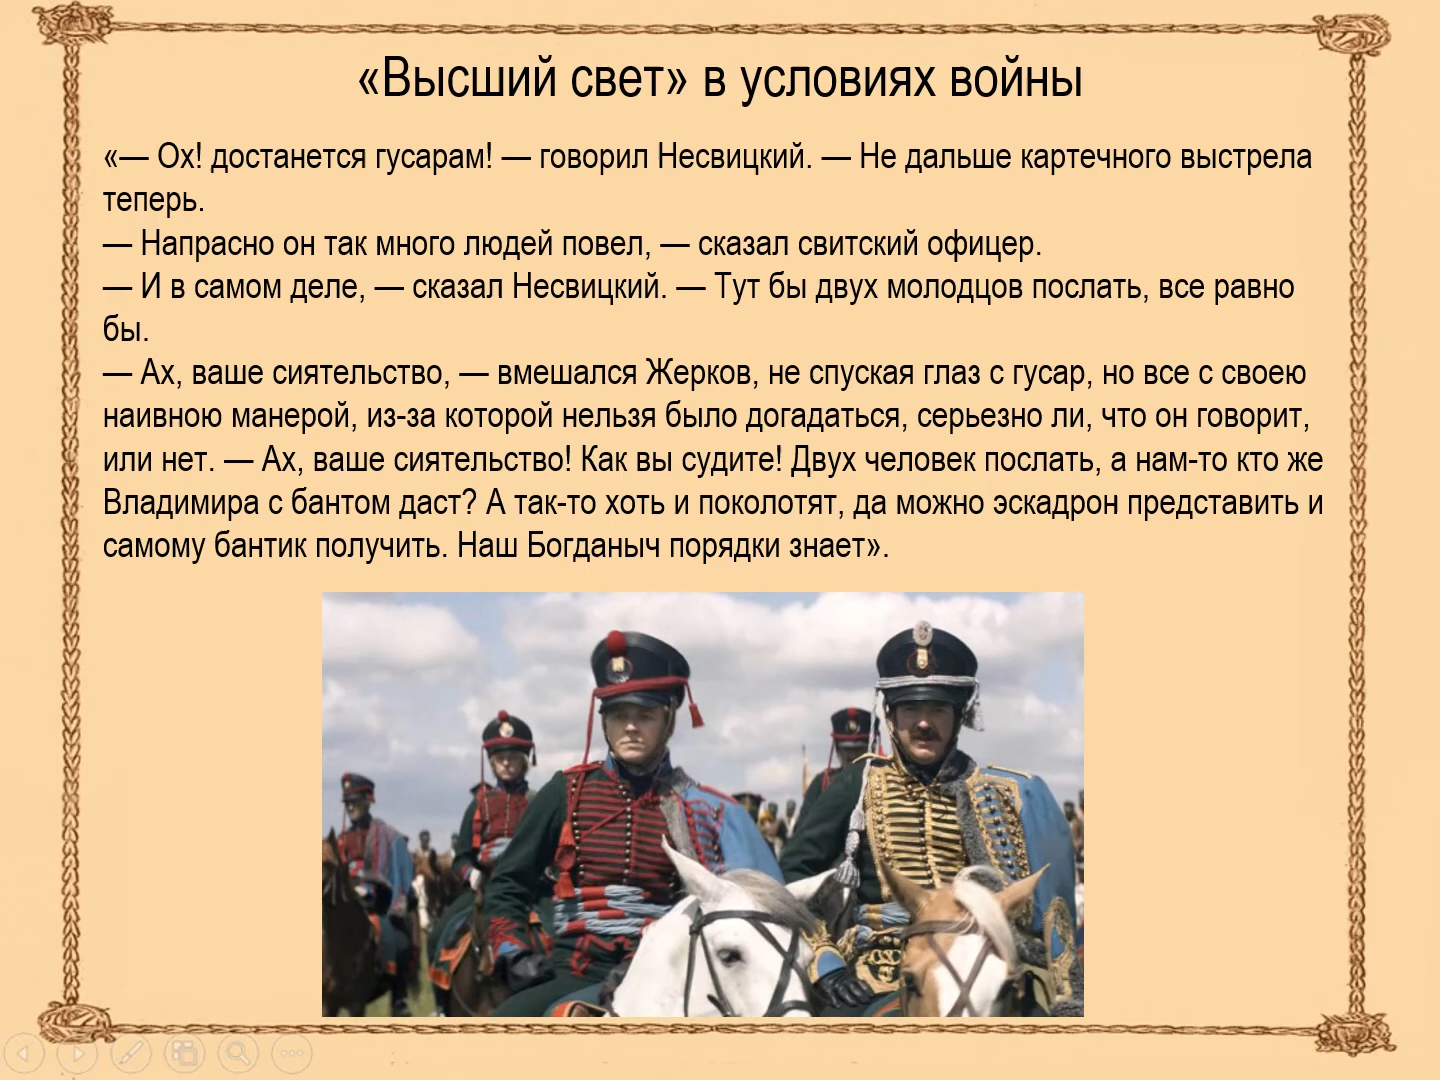 «Высший свет» в условиях войны
«— Ох! достанется гусарам! — говорил Несвицкий. — Не дальше картечного выстрела
теперь.
— Напрасно он так много людей повел, — сказал свитский офицер.
— И в самом деле, — сказал Несвицкий. — Тут бы двух молодцов послать, все равно
бы.
— Ах, ваше сиятельство, — вмешался Жерков, не спуская глаз с гусар, но все с своею
наивною манерой, из-за которой нельзя было догадаться, серьезно ли, что он говорит,
или нет. — Ах, ваше сиятельство! Как вы судите! Двух человек послать, а нам-то кто же
Владимира с бантом даст? А так-то хоть и поколотят, да можно эскадрон представить и
самому бантик получить. Наш Богданыч порядки знает».